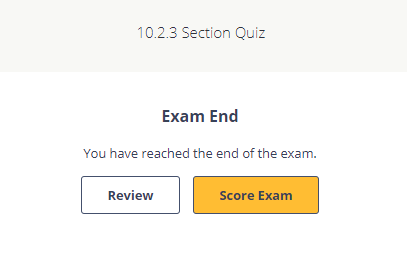 10.2.3 Section Quiz
Exam End
You have reached the end of the exam.
Review
Score Exam